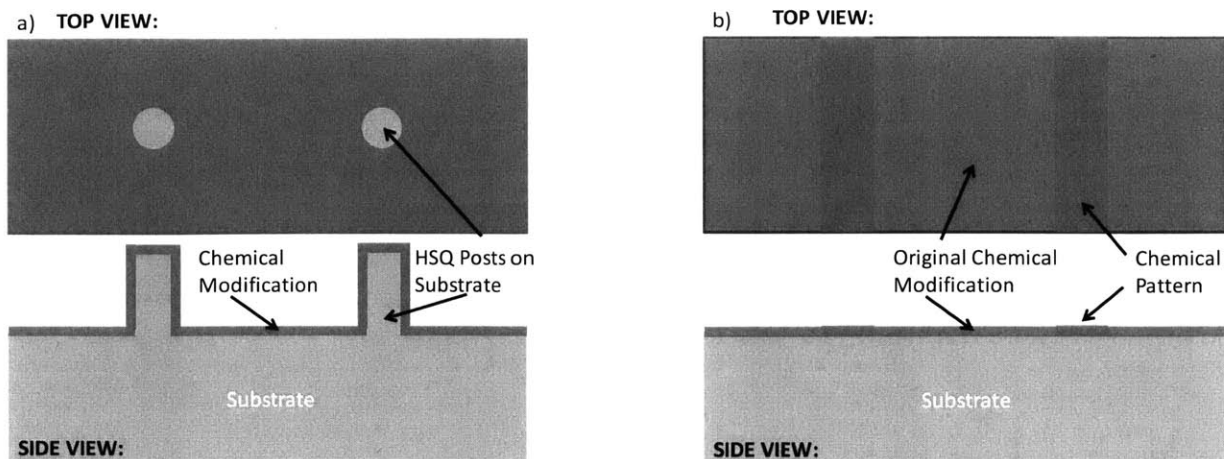 a) TOP VIEW:
Chemical
Modification
HSQ Posts on
Substrate
Substrate
SIDE VIEW:
b) TOP VIEW:
Original Chemical
Modification
Chemical
Pattern
Substrate
SIDE VIEW: